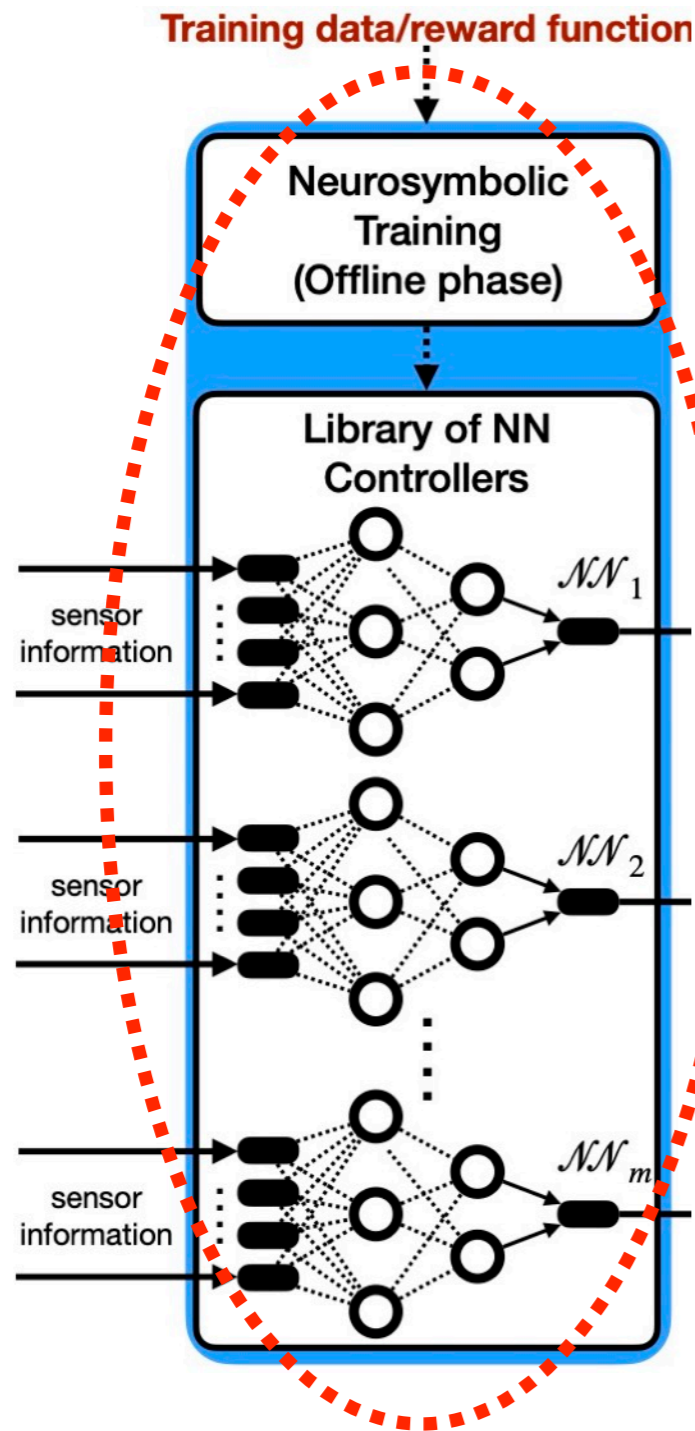 Training data/reward function
Neurosymbolic
Training
(Offline phase)
Library of NN
Controllers
𝒩𝒩₁
sensor
information
𝒩𝒩₂
sensor
information
𝒩𝒩ₘ
sensor
information